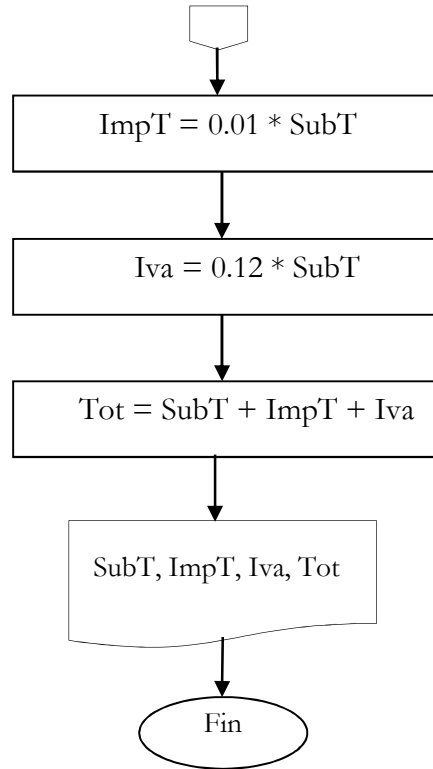 ImpT = 0.01 * SubT
Iva = 0.12 * SubT
Tot = SubT + ImpT + Iva
SubT, ImpT, Iva, Tot
Fin